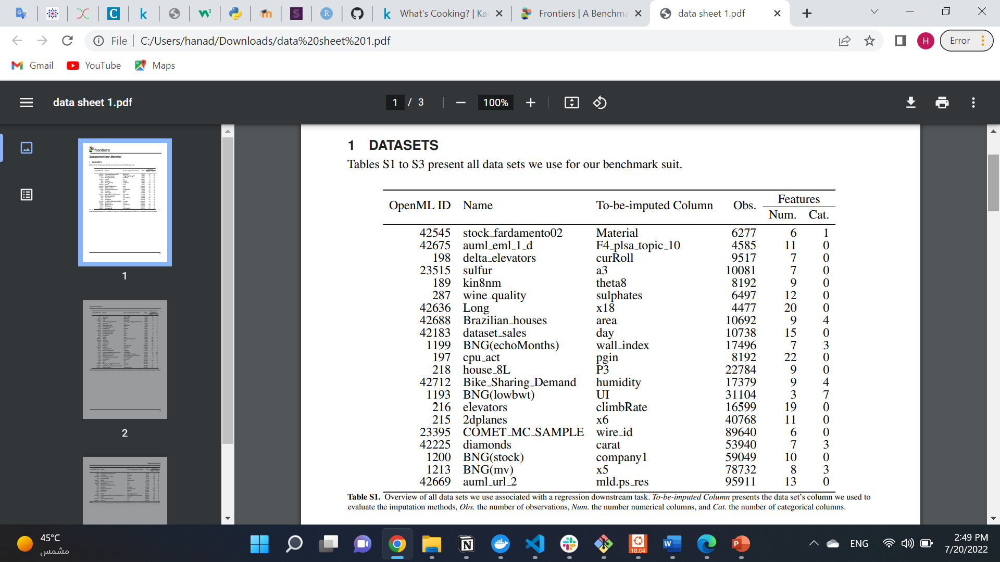 What's Cooking? | Ka
Frontiers | A Benchma
data sheet 1.pdf
File
C:/Users/hanad/Downloads/data%20sheet%201.pdf
H
Error
Gmail
YouTube
Maps
data sheet 1.pdf
1 / 3
100%
frontiers
Supplementary Material
1
2
1 DATASETS
Tables S1 to S3 present all data sets we use for our benchmark suit.
OpenML ID Name To-be-imputed Column Obs. Features
Num. Cat.
42545 stock_fardamento02 Material 6277 6 1
42675 auml_eml_1_d F4_plsa_topic_10 4585 11 0
198 delta_elevators curRoll 9517 7 0
23515 sulfur a3 10081 7 0
189 kin8nm theta8 8192 9 0
287 wine_quality sulphates 6497 12 0
42636 Long x18 4477 20 0
42688 Brazilian_houses area 10692 9 4
42183 dataset_sales day 10738 15 0
1199 BNG(echoMonths) wall_index 17496 7 3
197 cpu_act pgin 8192 22 0
218 house_8L P3 22784 9 0
42712 Bike_Sharing_Demand humidity 17379 9 4
1193 BNG(lowbwt) UI 31104 3 7
216 elevators climbRate 16599 19 0
215 2dplanes x6 40768 11 0
23395 COMET_MC_SAMPLE wire_id 89640 6 0
42225 diamonds carat 53940 7 3
1200 BNG(stock) company1 59049 10 0
1213 BNG(mv) x5 78732 8 3
42669 auml_url_2 mld.ps_res 95911 13 0
Table S1. Overview of all data sets we use associated with a regression downstream task. To-be-imputed Column presents the data set's column we used to
evaluate the imputation methods, Obs. the number of observations, Num. the number numerical columns, and Cat. the number of categorical columns.
45°C
مشمس
18.04
ENG
2:49 PM
7/20/2022